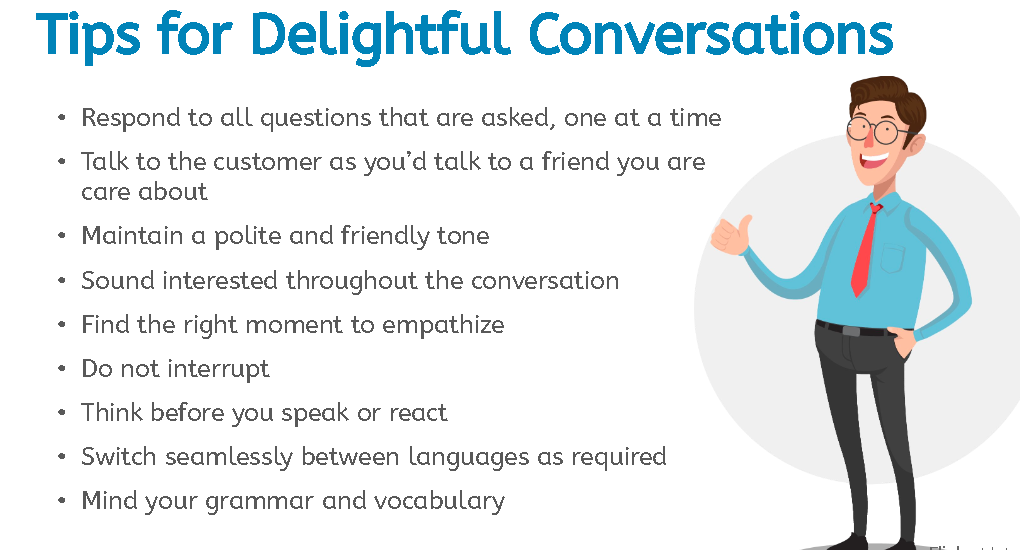 Tips for Delightful Conversations
• Respond to all questions that are asked, one at a time
• Talk to the customer as you’d talk to a friend you are
care about
• Maintain a polite and friendly tone
• Sound interested throughout the conversation
• Find the right moment to empathize
• Do not interrupt
• Think before you speak or react
• Switch seamlessly between languages as required
• Mind your grammar and vocabulary